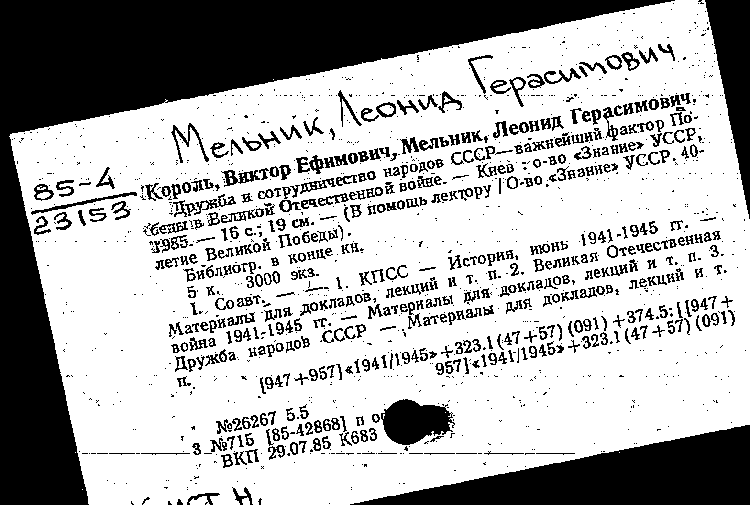 Мельник, Леонид Герасимович
85-4
23153
Король, Виктор Ефимович, Мельник, Леонид Герасимович.
Дружба и сотрудничество народов СССР—важнейший фактор По-
беды в Великой Отечественной войне. — Киев : о-во «Знание» УССР,
1985. — 16 с.; 19 см. — (В помощь лектору / О-во «Знание» УССР. 40-
летие Великой Победы).
Библиогр. в конце кн.
5 к. 3000 экз.
1. Соавт. — — 1. КПСС — История, июнь 1941-1945 гг. —
Материалы для докладов, лекций и т. п. 2. Великая Отечественная
война 1941-1945 гг. — Материалы для докладов, лекций и т. п. 3.
Дружба народов СССР — Материалы для докладов, лекций и т.
п.
[947+957]«1941/1945»+323.1(47+57)(091)+374.5; [[947+
957]«1941/1945»+323.1(47+57)(091)
№26267 5.5
3 №715 [85-42868] п
ВКП 29.07.85 К683